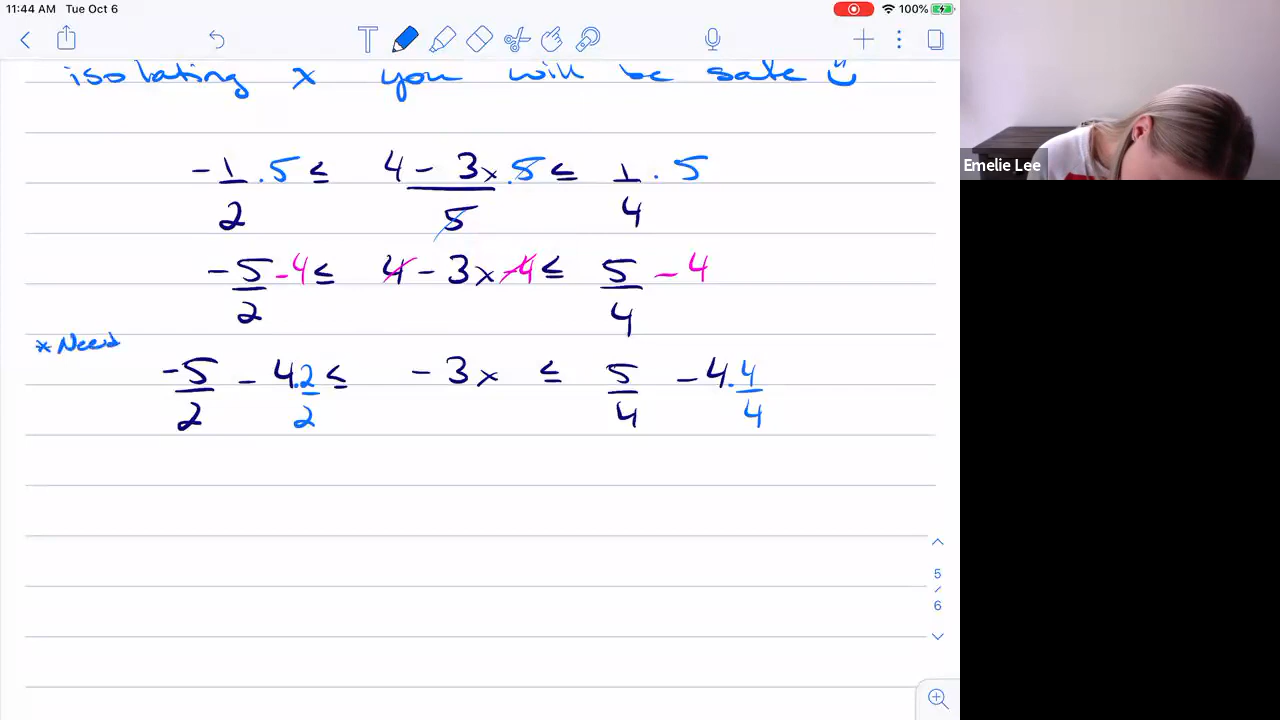 11:44 AM Tue Oct 6 100%
isolating x you will be safe
Emelie Lee
-1/2 · 5 ≤ (4 - 3x)/5 · 5 ≤ 1/4 · 5
-5/2 - 4 ≤ 4 - 3x - 4 ≤ 5/4 - 4
* Need
-5/2 - 4 · 2/2 ≤ - 3x ≤ 5/4 - 4 · 4/4
5 / 6